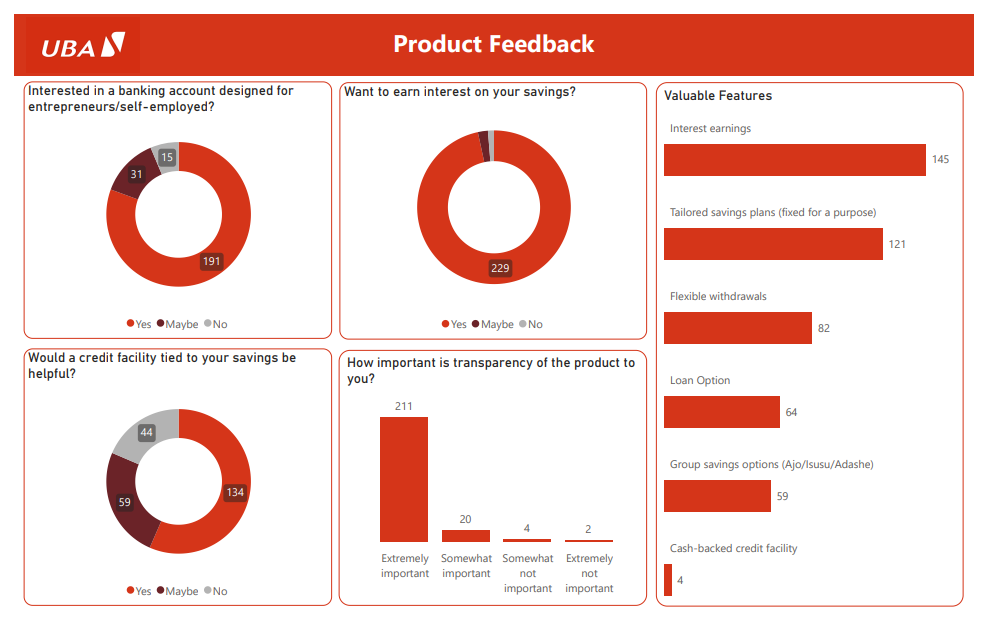 UBA
Product Feedback
Interested in a banking account designed for
entrepreneurs/self-employed?
15
31
191
Yes Maybe No
Want to earn interest on your savings?
229
Yes Maybe No
Would a credit facility tied to your savings be
helpful?
44
59
134
Yes Maybe No
How important is transparency of the product to
you?
211
20
4
2
Extremely
important
Somewhat
important
Somewhat
not
important
Extremely
not
important
Valuable Features
Interest earnings
145
Tailored savings plans (fixed for a purpose)
121
Flexible withdrawals
82
Loan Option
64
Group savings options (Ajo/Isusu/Adashe)
59
Cash-backed credit facility
4